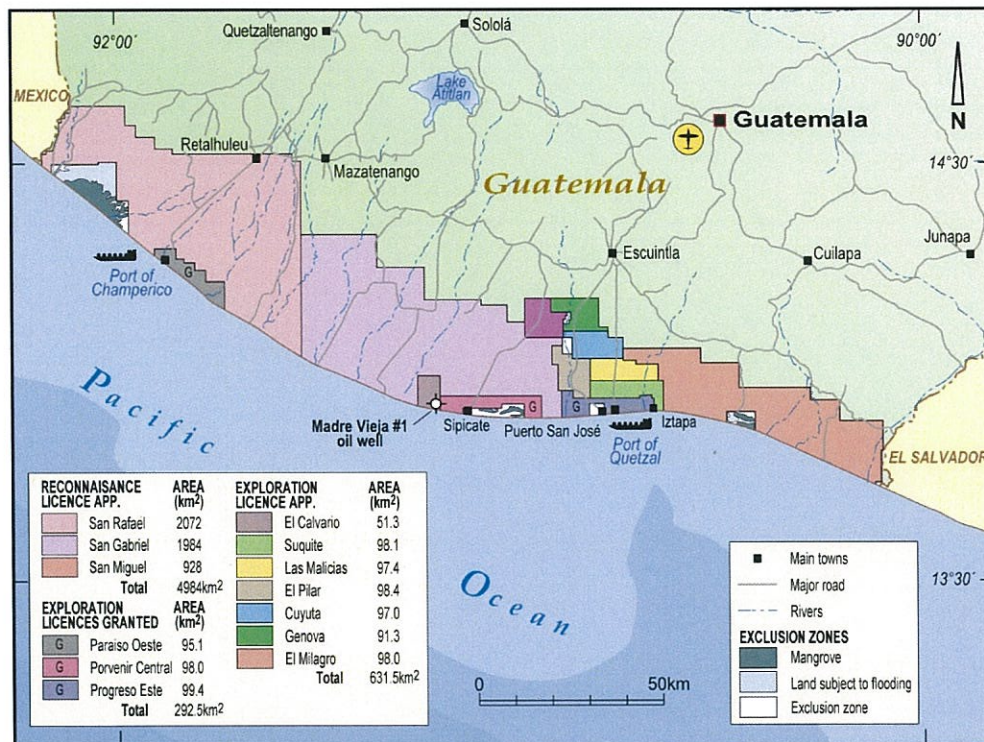 92°00´
Quetzaltenango
Sololá
90°00´
MEXICO
Lake
Atitlan
N
Guatemala
Retalhuleu
Mazatenango
14°30´
Guatemala
Escuintla
Cuilapa
Junapa
G
Port of
Champerico
Pacific
Madre Vieja #1
oil well
Sipicate
G
Puerto San José
G
Port of
Quetzal
Iztapa
EL SALVADOR
Ocean
13°30´
RECONNAISANCE
LICENCE APP.
AREA
(km2)
San Rafael 2072
San Gabriel 1984
San Miguel 928
Total 4984km2
EXPLORATION
LICENCES GRANTED
AREA
(km2)
G Paraiso Oeste 95.1
G Porvenir Central 98.0
G Progreso Este 99.4
Total 292.5km2
EXPLORATION
LICENCE APP.
AREA
(km2)
El Calvario 51.3
Suquite 98.1
Las Malicias 97.4
El Pilar 98.4
Cuyuta 97.0
Genova 91.3
El Milagro 98.0
Total 631.5km2
0 50km
Main towns
Major road
Rivers
EXCLUSION ZONES
Mangrove
Land subject to flooding
Exclusion zone